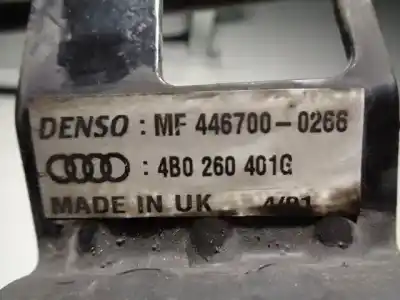 DENSO : MF 446700-0266
: 4B0 260 401G
MADE IN UK 4/01